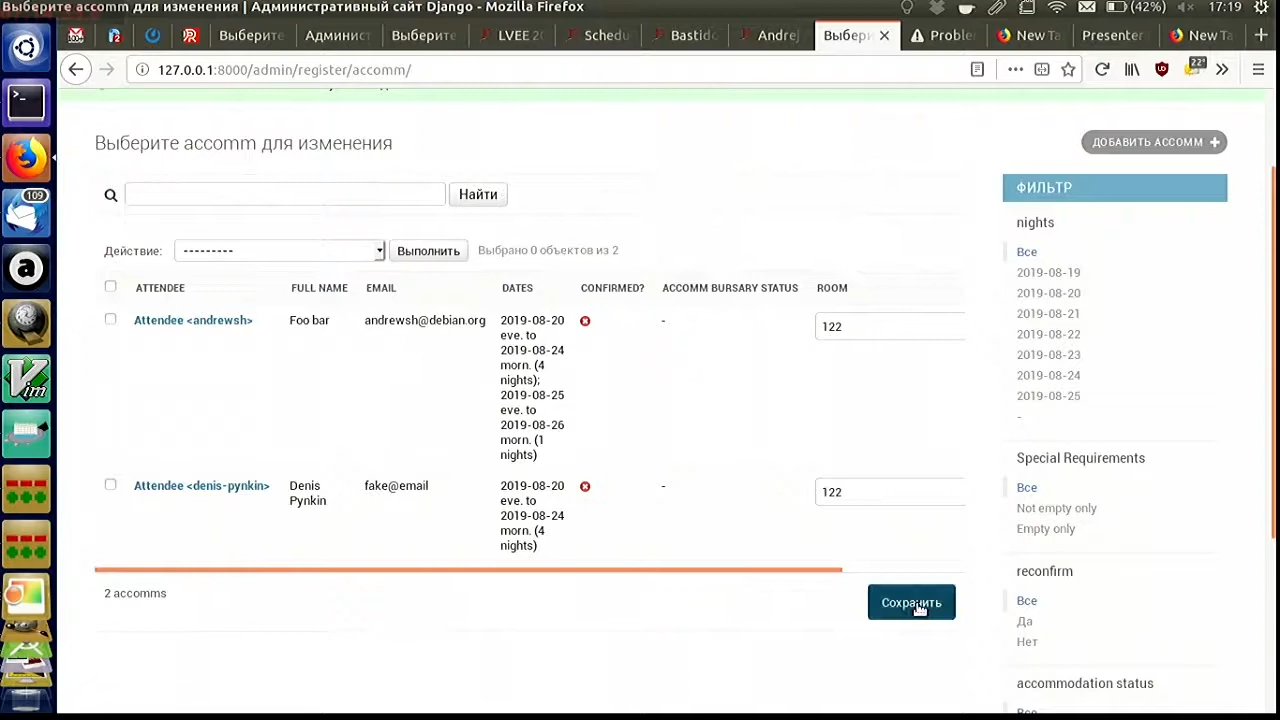 Выберите accomm для изменения | Административный сайт Django - Mozilla Firefox
(42%)
17:19
100+
Выберите
Админист
Выберите
LVEE 20
Schedu
Bastido
Andrej
Выбери
Proble
New Ta
Presenter
New Ta
127.0.0.1:8000/admin/register/accomm/
22°
109
Выберите accomm для изменения
ДОБАВИТЬ ACCOMM +
Найти
Действие: --------- Выполнить Выбрано 0 объектов из 2
ATTENDEE FULL NAME EMAIL DATES CONFIRMED? ACCOMM BURSARY STATUS ROOM
Attendee <andrewsh> Foo bar andrewsh@debian.org 2019-08-20 - 122
eve. to
2019-08-24
morn. (4
nights);
2019-08-25
eve. to
2019-08-26
morn. (1
nights)
Attendee <denis-pynkin> Denis fake@email 2019-08-20 - 122
Pynkin eve. to
2019-08-24
morn. (4
nights)
2 accomms
Сохранить
ФИЛЬТР
nights
Все
2019-08-19
2019-08-20
2019-08-21
2019-08-22
2019-08-23
2019-08-24
2019-08-25
-
Special Requirements
Все
Not empty only
Empty only
reconfirm
Все
Да
Нет
accommodation status
Vim